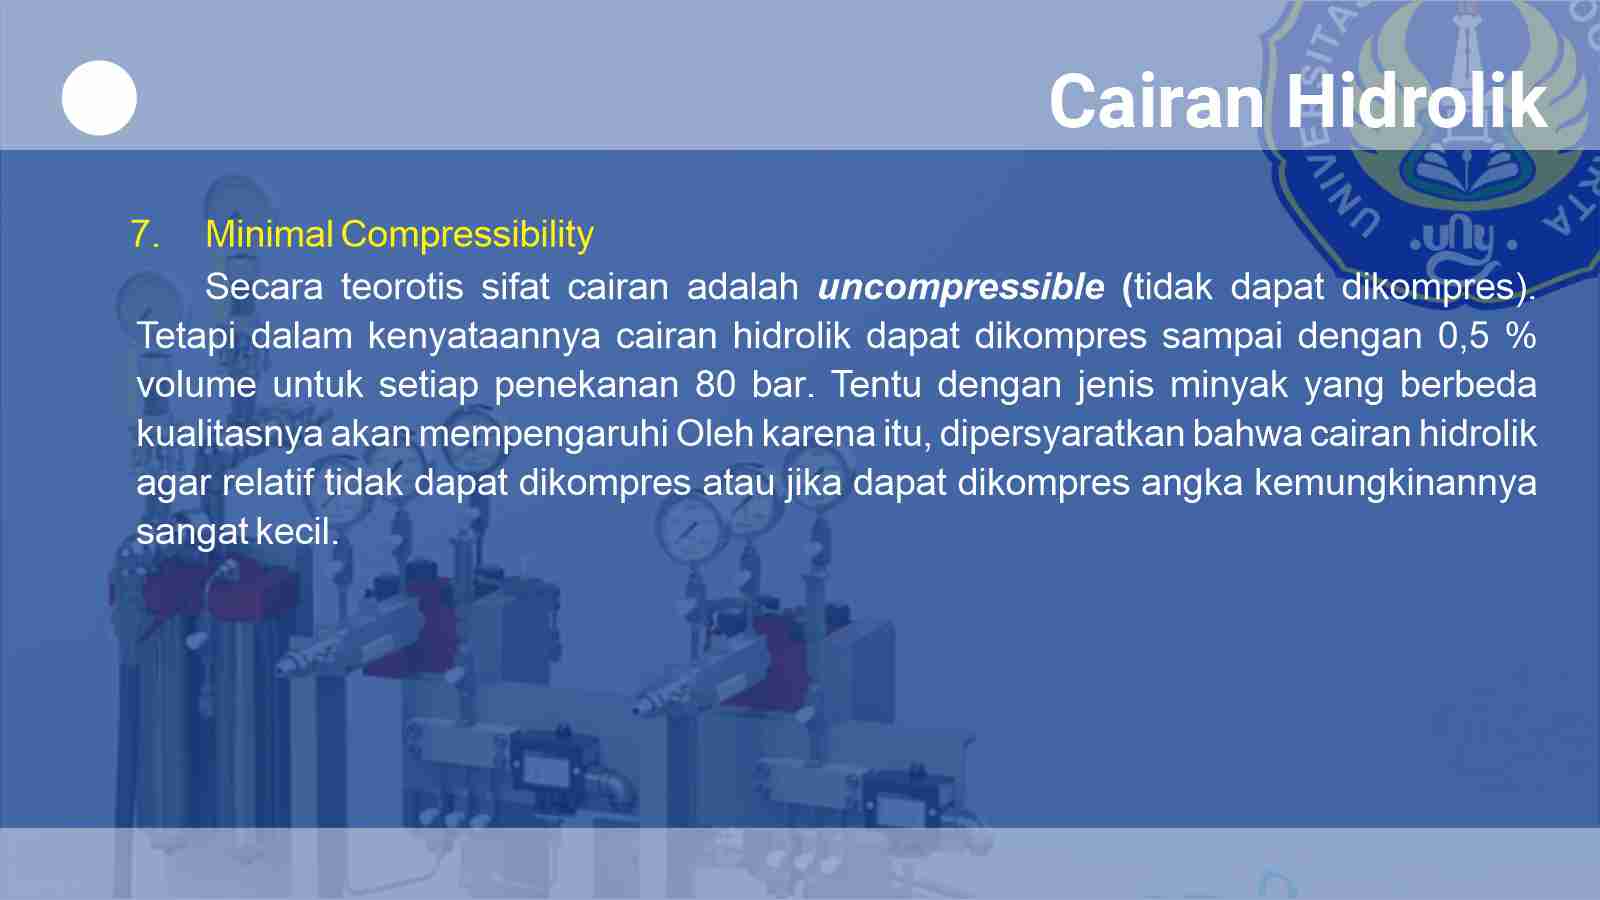 Cairan Hidrolik
7. Minimal Compressibility
Secara teorotis sifat cairan adalah uncompressible (tidak dapat dikompres).
Tetapi dalam kenyataannya cairan hidrolik dapat dikompres sampai dengan 0,5 %
volume untuk setiap penekanan 80 bar. Tentu dengan jenis minyak yang berbeda
kualitasnya akan mempengaruhi Oleh karena itu, dipersyaratkan bahwa cairan hidrolik
agar relatif tidak dapat dikompres atau jika dapat dikompres angka kemungkinannya
sangat kecil.
UNIVERSITAS
uny